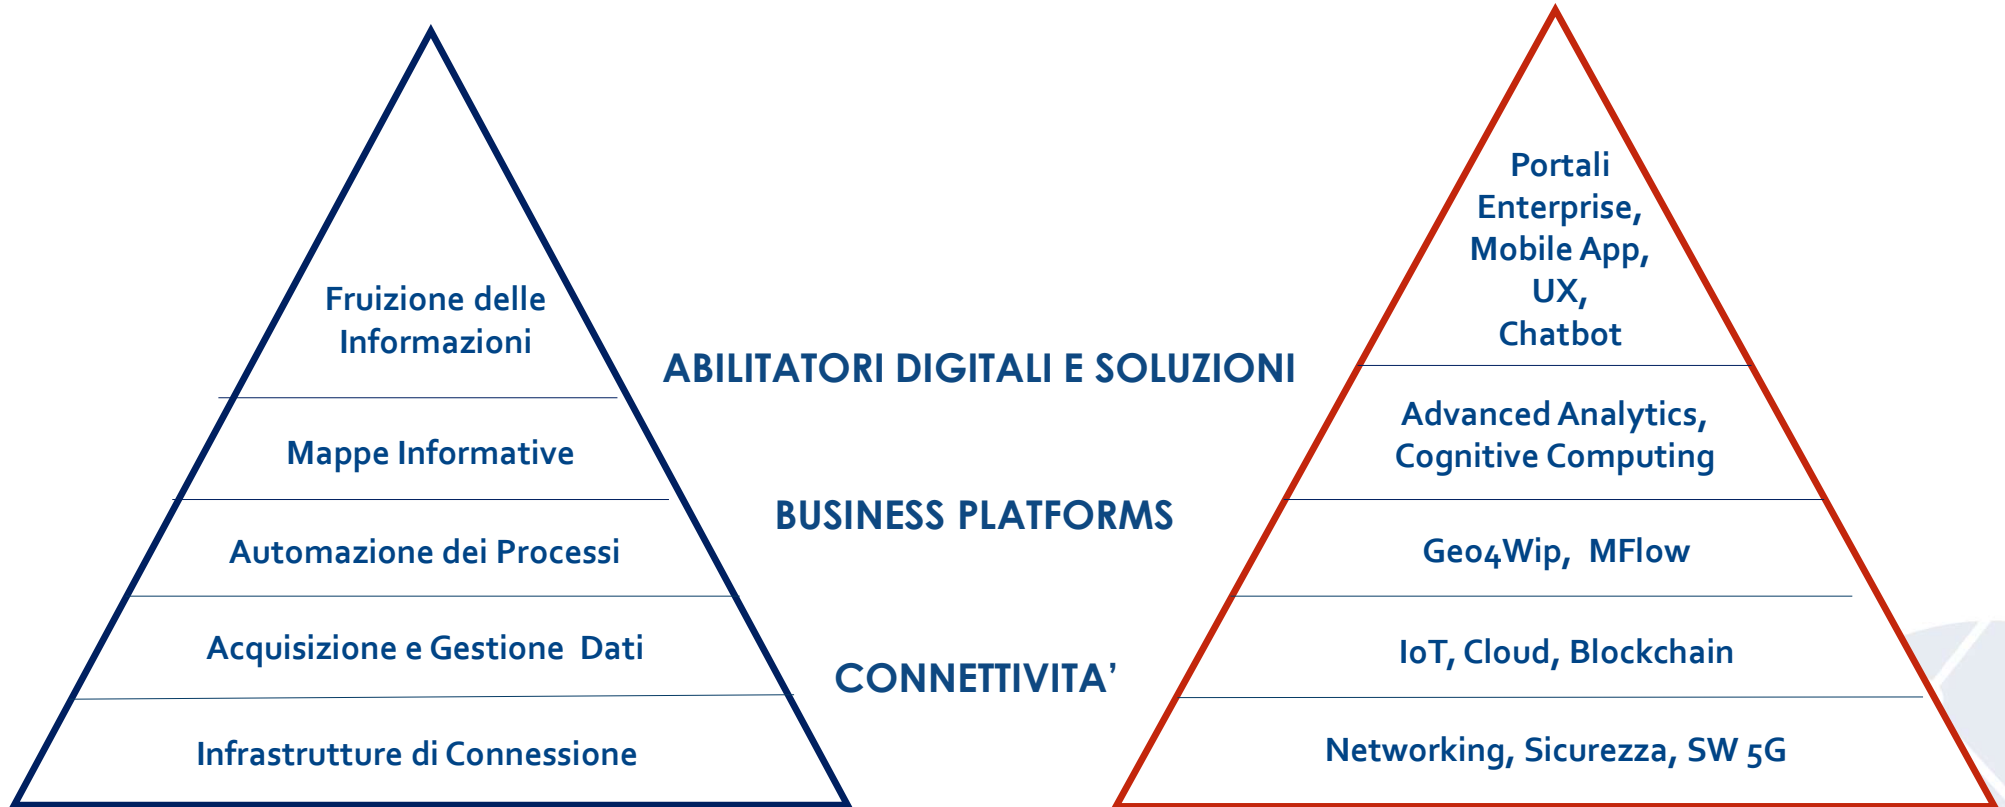 Fruizione delle
Informazioni
Mappe Informative
Automazione dei Processi
Acquisizione e Gestione Dati
Infrastrutture di Connessione
ABILITATORI DIGITALI E SOLUZIONI
BUSINESS PLATFORMS
CONNETTIVITA’
Portali
Enterprise,
Mobile App,
UX,
Chatbot
Advanced Analytics,
Cognitive Computing
Geo4Wip, MFlow
IoT, Cloud, Blockchain
Networking, Sicurezza, SW 5G